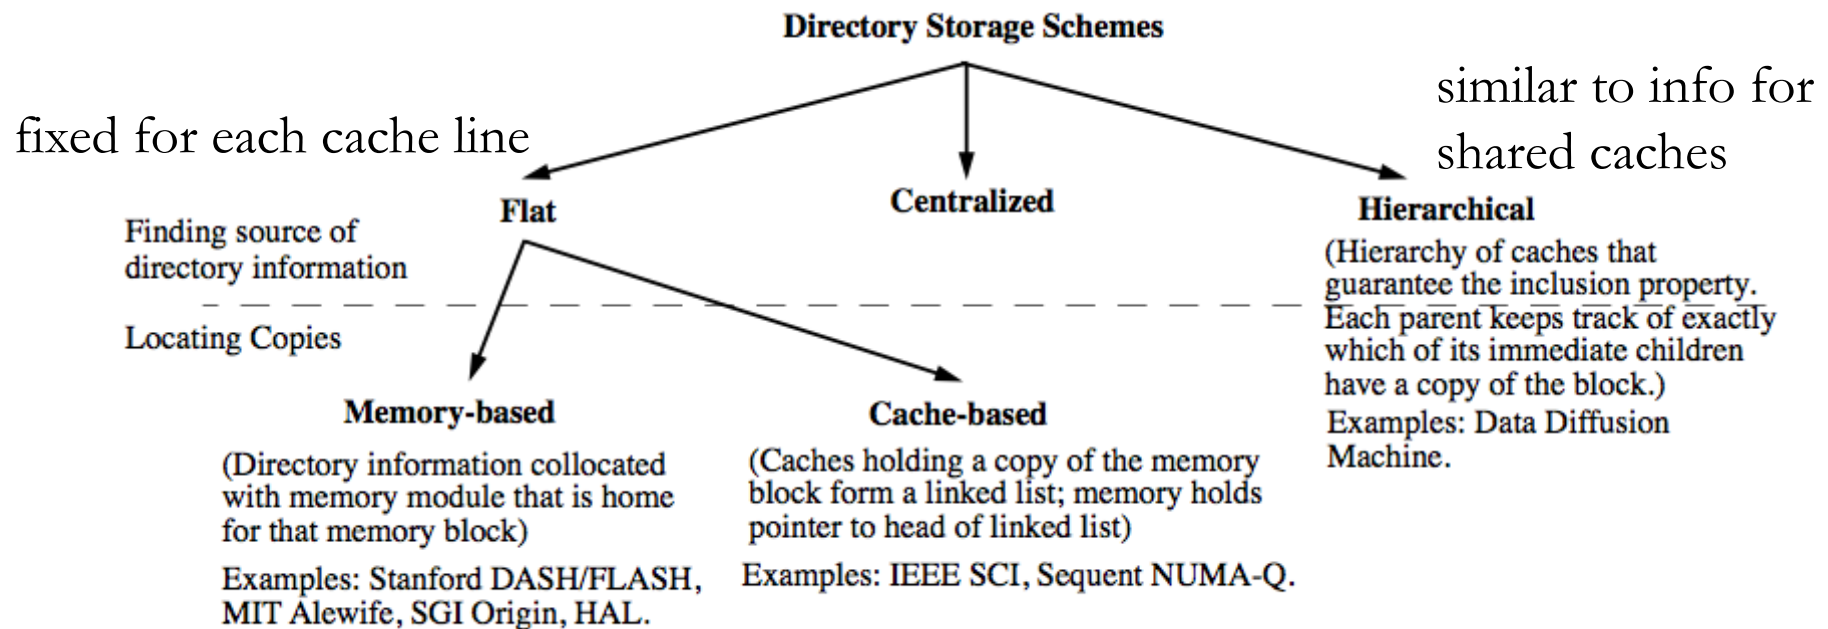 Directory Storage Schemes
fixed for each cache line
similar to info for
shared caches
Flat
Centralized
Hierarchical
Finding source of
directory information
(Hierarchy of caches that
guarantee the inclusion property.
Each parent keeps track of exactly
which of its immediate children
have a copy of the block.)
Examples: Data Diffusion
Machine.
Locating Copies
Memory-based
(Directory information collocated
with memory module that is home
for that memory block)
Examples: Stanford DASH/FLASH,
MIT Alewife, SGI Origin, HAL.
Cache-based
(Caches holding a copy of the memory
block form a linked list; memory holds
pointer to head of linked list)
Examples: IEEE SCI, Sequent NUMA-Q.